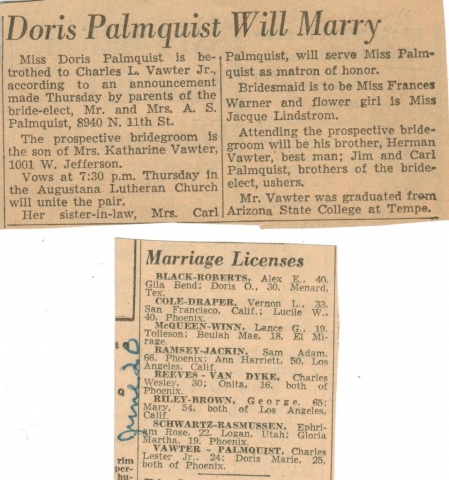 Doris Palmquist Will Marry
Miss Doris Palmquist is be-
trothed to Charles L. Vawter Jr.,
according to an announcement
made Thursday by parents of the
bride-elect, Mr. and Mrs. A. S.
Palmquist, 8940 N. 11th St.
The prospective bridegroom is
the son of Mrs. Katharine Vawter,
1001 W. Jefferson.
Vows at 7:30 p.m. Thursday in
the Augustana Lutheran Church
will unite the pair.
Her sister-in-law, Mrs. Carl
Palmquist, will serve Miss Palm-
quist as matron of honor.
Bridesmaid is to be Miss Frances
Warner and flower girl is Miss
Jacque Lindstrom.
Attending the prospective bride-
groom will be his brother, Herman
Vawter, best man; Jim and Carl
Palmquist, brothers of the bride-
elect, ushers.
Mr. Vawter was graduated from
Arizona State College at Tempe.
Marriage Licenses
BLACK-ROBERTS, Alex E., 40,
Gila Bend; Doris O., 30, Menard,
Tex.
COLE-DRAPER, Vernon L., 33,
San Francisco, Calif.; Lucile W.,
40, Phoenix.
McQUEEN-WINN, Lance G., 19,
Tolleson; Beulah Mae, 18, El Mi-
rage.
RAMSEY-JACKIN, Sam Adam,
66, Phoenix; Ann Harriett, 50, Los
Angeles, Calif.
REEVES - VAN DYKE, Charles
Wesley, 30; Onita, 16, both of
Phoenix.
RILEY-BROWN, George, 65;
Mary, 54, both of Los Angeles,
Calif.
SCHWARTZ-RASMUSSEN, Ephri-
am Rose, 22, Logan, Utah; Gloria
Martha, 19, Phoenix.
VAWTER - PALMQUIST, Charles
Lester Jr., 24; Doris Marie, 25,
both of Phoenix.
June 20
rim
per-
hu-